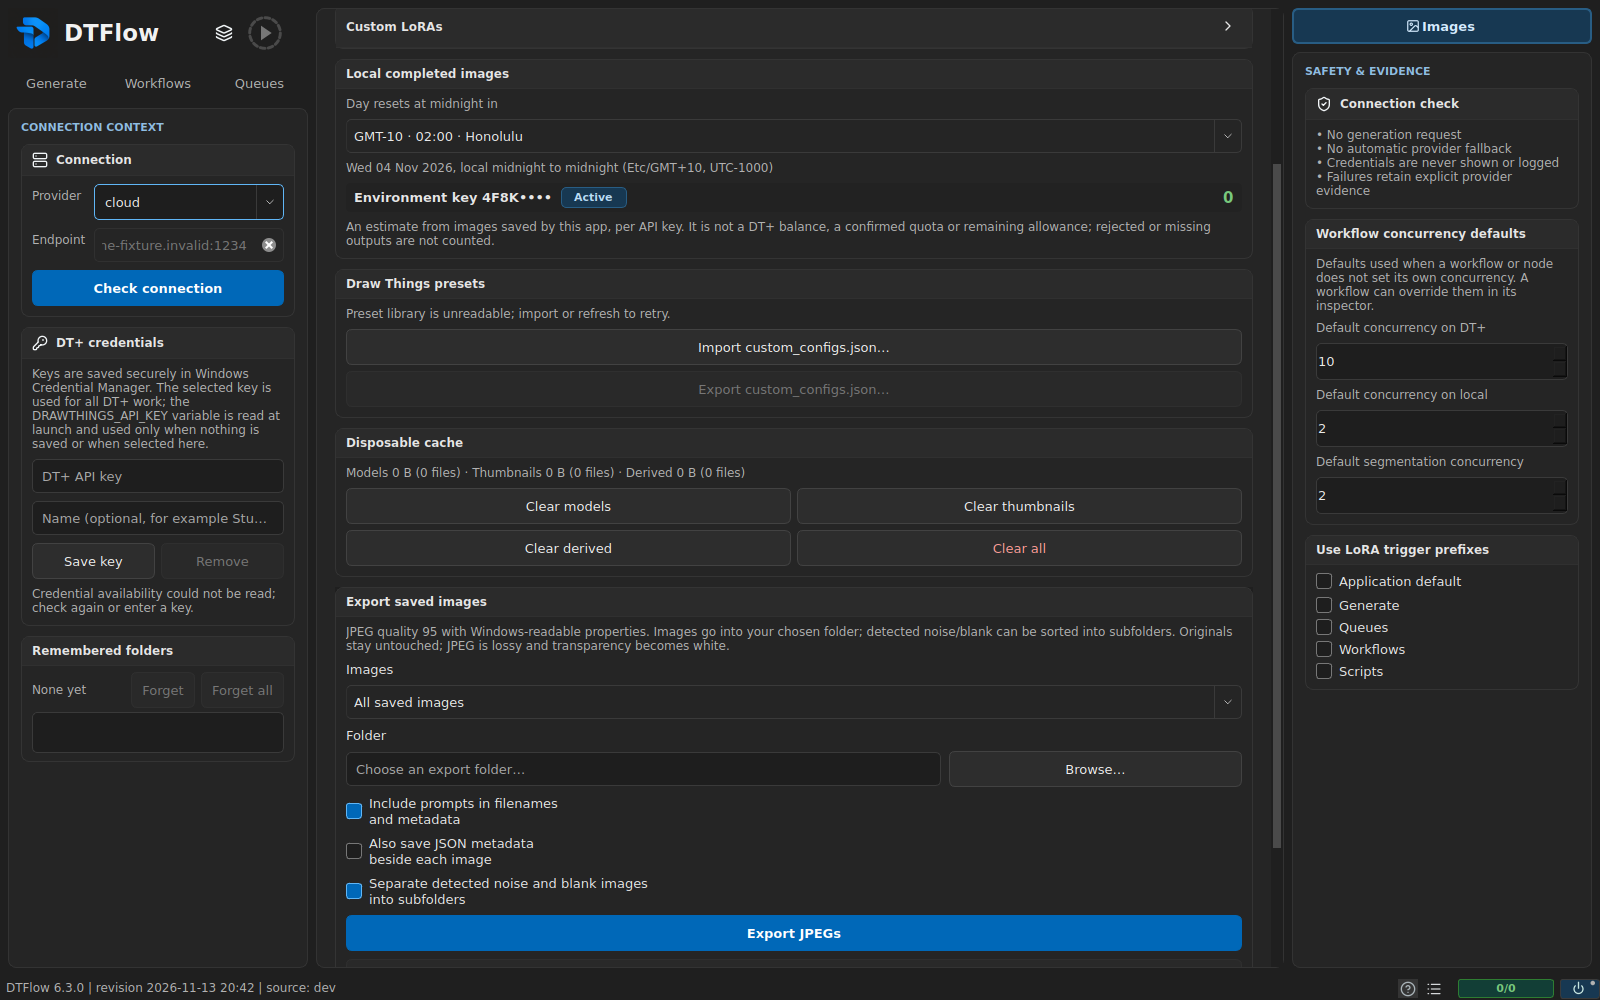 DTFlow
Generate
Workflows
Queues
CONNECTION CONTEXT
Connection
Provider
cloud
Endpoint
ne-fixture.invalid:1234
Check connection
DT+ credentials
Keys are saved securely in Windows
Credential Manager. The selected key is
used for all DT+ work; the
DRAWTHINGS_API_KEY variable is read at
launch and used only when nothing is
saved or when selected here.
DT+ API key
Name (optional, for example Stu…
Save key
Remove
Credential availability could not be read;
check again or enter a key.
Remembered folders
None yet
Forget
Forget all
Custom LoRAs
Local completed images
Day resets at midnight in
GMT-10 · 02:00 · Honolulu
Wed 04 Nov 2026, local midnight to midnight (Etc/GMT+10, UTC-1000)
Environment key 4F8K••••
Active
0
An estimate from images saved by this app, per API key. It is not a DT+ balance, a confirmed quota or remaining allowance; rejected or missing
outputs are not counted.
Draw Things presets
Preset library is unreadable; import or refresh to retry.
Import custom_configs.json…
Export custom_configs.json…
Disposable cache
Models 0 B (0 files) · Thumbnails 0 B (0 files) · Derived 0 B (0 files)
Clear models
Clear thumbnails
Clear derived
Clear all
Export saved images
JPEG quality 95 with Windows-readable properties. Images go into your chosen folder; detected noise/blank can be sorted into subfolders. Originals
stay untouched; JPEG is lossy and transparency becomes white.
Images
All saved images
Folder
Choose an export folder…
Browse…
Include prompts in filenames
and metadata
Also save JSON metadata
beside each image
Separate detected noise and blank images
into subfolders
Export JPEGs
Images
SAFETY & EVIDENCE
Connection check
• No generation request
• No automatic provider fallback
• Credentials are never shown or logged
• Failures retain explicit provider
evidence
Workflow concurrency defaults
Defaults used when a workflow or node
does not set its own concurrency. A
workflow can override them in its
inspector.
Default concurrency on DT+
10
Default concurrency on local
2
Default segmentation concurrency
2
Use LoRA trigger prefixes
Application default
Generate
Queues
Workflows
Scripts
DTFlow 6.3.0 | revision 2026-11-13 20:42 | source: dev
0/0